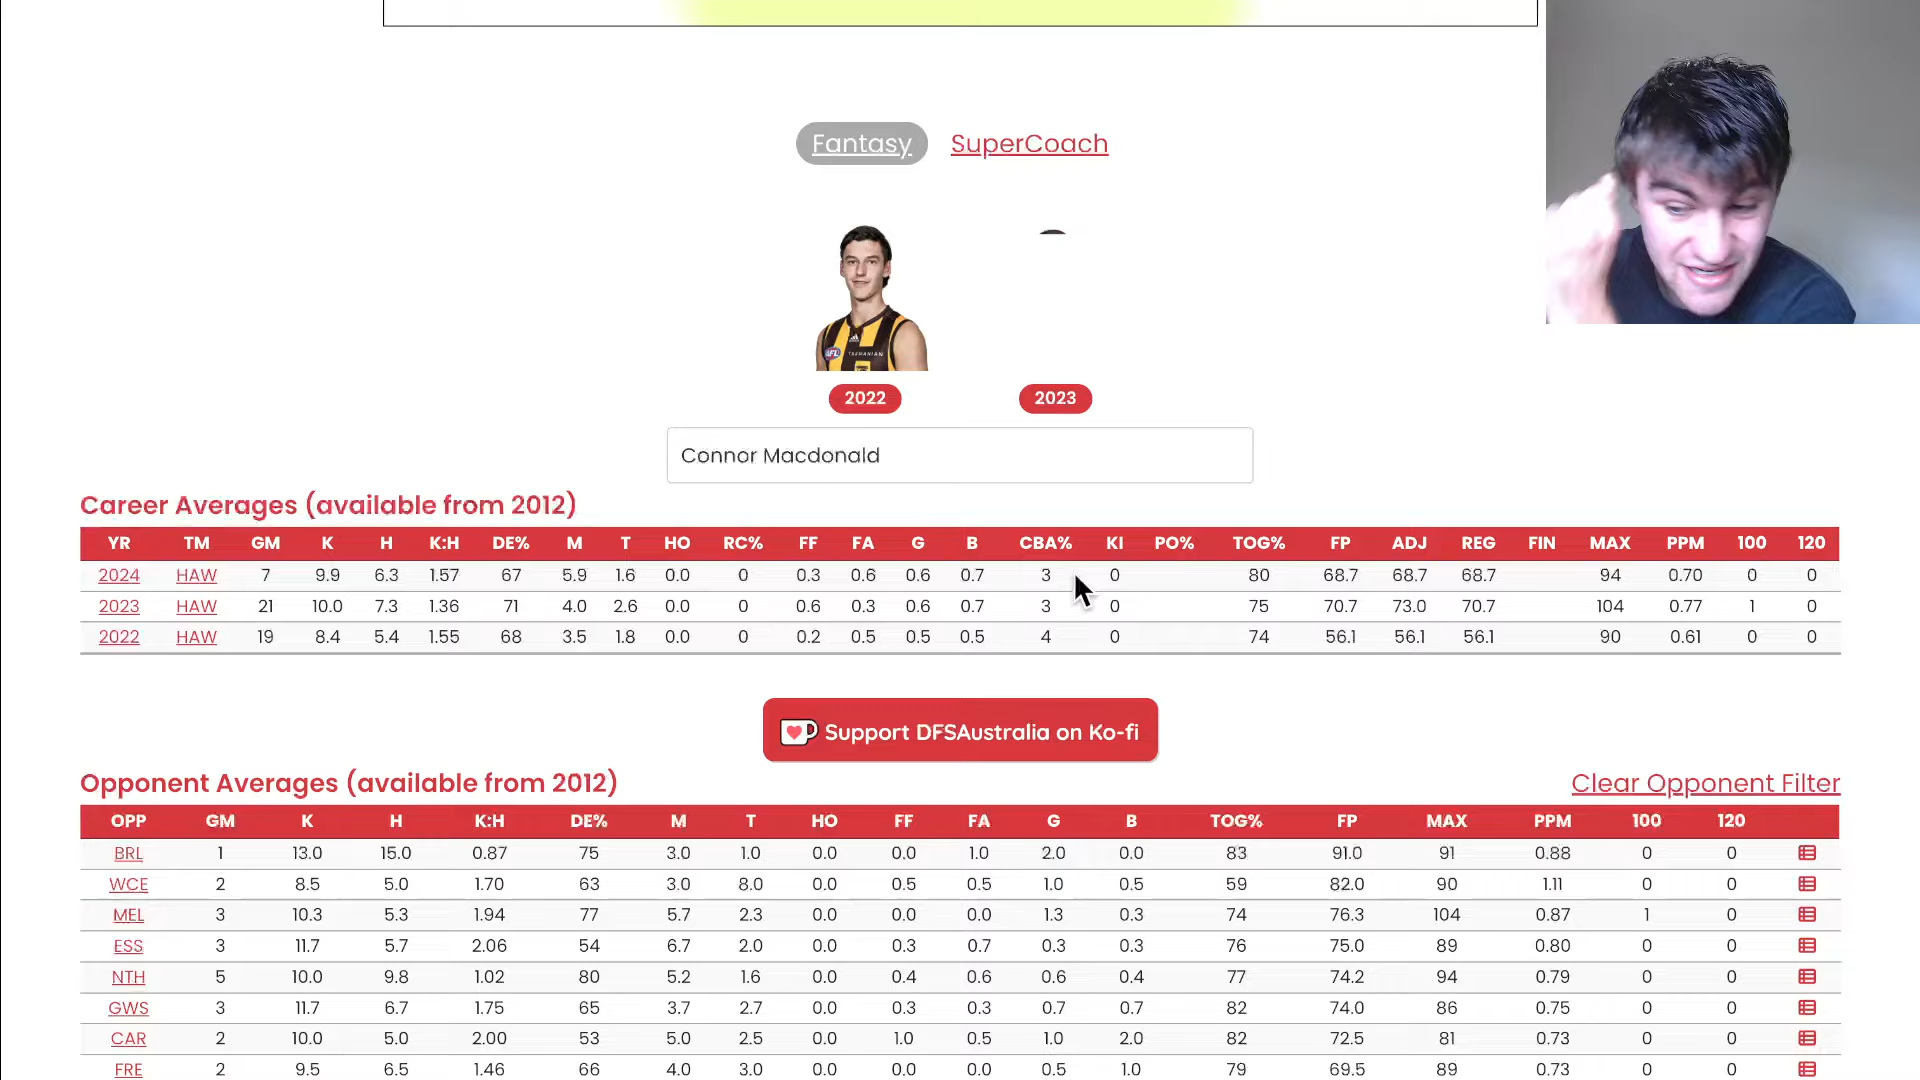 Fantasy SuperCoach
AFL TASMANIAN
2022 2023
Connor Macdonald
Career Averages (available from 2012)
YR TM GM K H K:H DE% M T HO RC% FF FA G B CBA% KI PO% TOG% FP ADJ REG FIN MAX PPM 100 120
2024 HAW 7 9.9 6.3 1.57 67 5.9 1.6 0.0 0 0.3 0.6 0.6 0.7 3 0 80 68.7 68.7 68.7 94 0.70 0 0
2023 HAW 21 10.0 7.3 1.36 71 4.0 2.6 0.0 0 0.6 0.3 0.6 0.7 3 0 75 70.7 73.0 70.7 104 0.77 1 0
2022 HAW 19 8.4 5.4 1.55 68 3.5 1.8 0.0 0 0.2 0.5 0.5 0.5 4 0 74 56.1 56.1 56.1 90 0.61 0 0
Support DFSAustralia on Ko-fi
Opponent Averages (available from 2012) Clear Opponent Filter
OPP GM K H K:H DE% M T HO FF FA G B TOG% FP MAX PPM 100 120
BRL 1 13.0 15.0 0.87 75 3.0 1.0 0.0 0.0 1.0 2.0 0.0 83 91.0 91 0.88 0 0
WCE 2 8.5 5.0 1.70 63 3.0 8.0 0.0 0.5 0.5 1.0 0.5 59 82.0 90 1.11 0 0
MEL 3 10.3 5.3 1.94 77 5.7 2.3 0.0 0.0 0.0 1.3 0.3 74 76.3 104 0.87 1 0
ESS 3 11.7 5.7 2.06 54 6.7 2.0 0.0 0.3 0.7 0.3 0.3 76 75.0 89 0.80 0 0
NTH 5 10.0 9.8 1.02 80 5.2 1.6 0.0 0.4 0.6 0.6 0.4 77 74.2 94 0.79 0 0
GWS 3 11.7 6.7 1.75 65 3.7 2.7 0.0 0.3 0.3 0.7 0.7 82 74.0 86 0.75 0 0
CAR 2 10.0 5.0 2.00 53 5.0 2.5 0.0 1.0 0.5 1.0 2.0 82 72.5 81 0.73 0 0
FRE 2 9.5 6.5 1.46 66 4.0 3.0 0.0 0.0 0.0 0.5 1.0 79 69.5 89 0.73 0 0